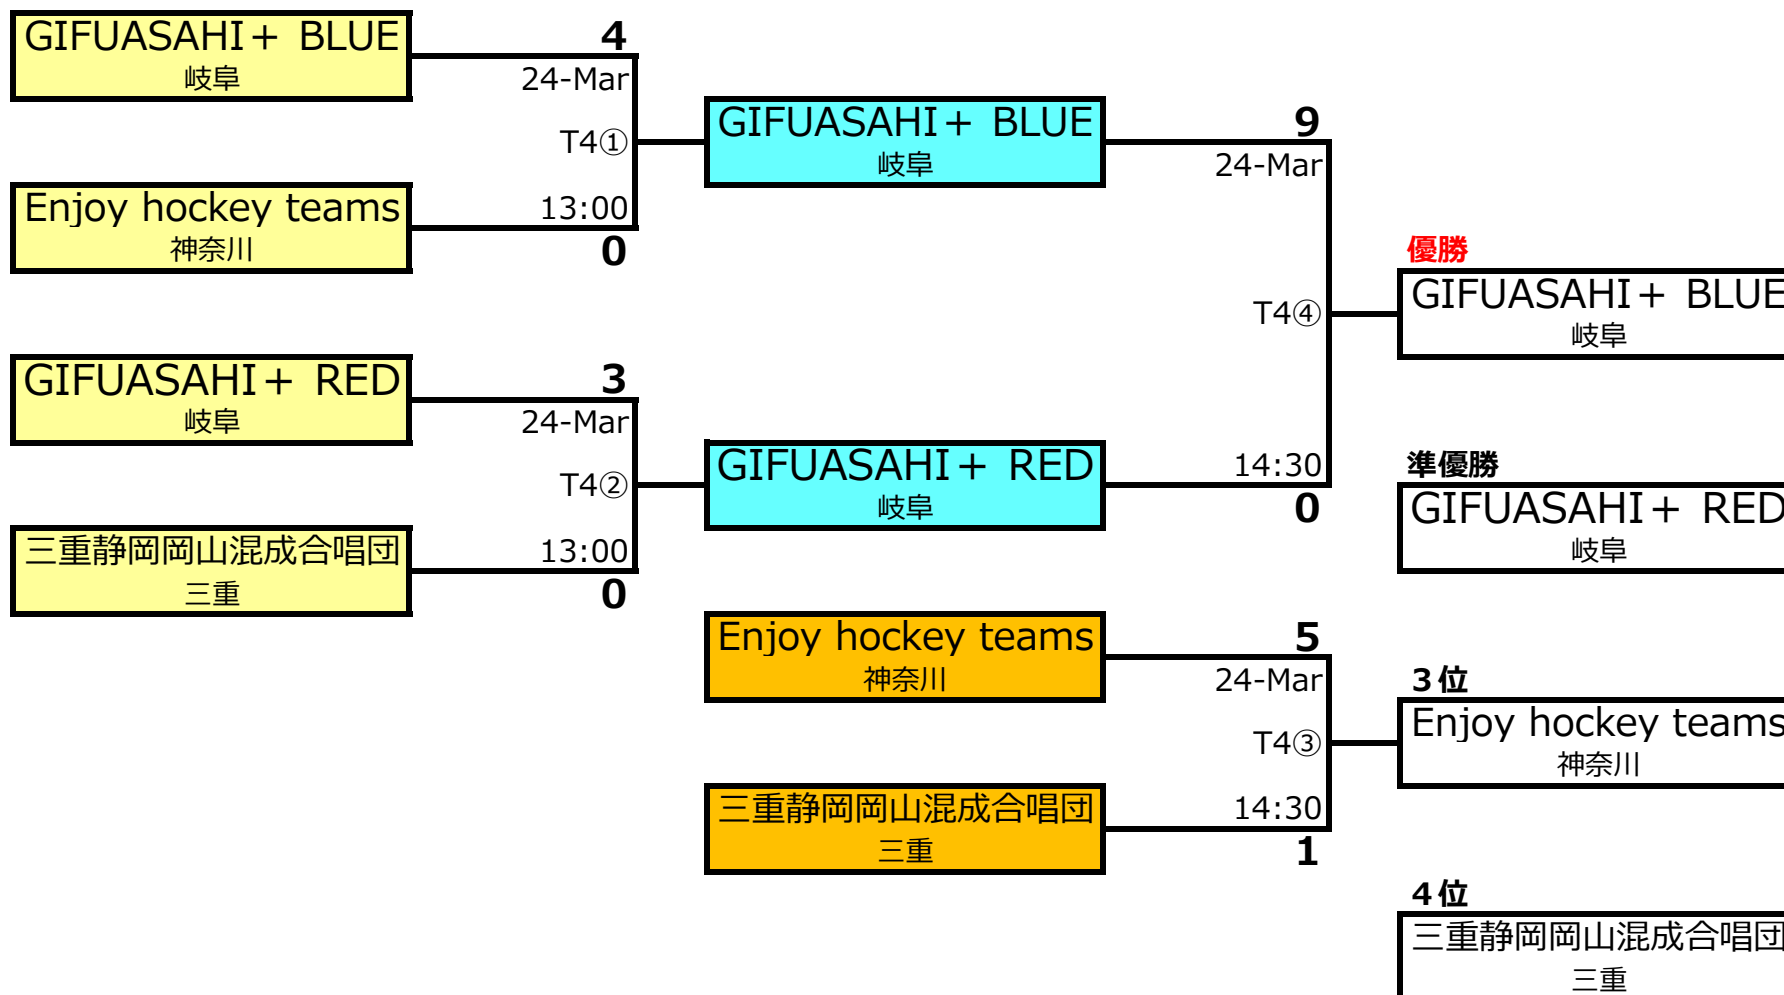 GIFUASAHI＋ BLUE
岐阜
4
24-Mar
T4①
13:00
0
Enjoy hockey teams
神奈川
GIFUASAHI＋ RED
岐阜
3
24-Mar
T4②
13:00
0
三重静岡岡山混成合唱団
三重
GIFUASAHI＋ BLUE
岐阜
9
24-Mar
T4④
14:30
0
GIFUASAHI＋ RED
岐阜
Enjoy hockey teams
神奈川
5
24-Mar
T4③
14:30
1
三重静岡岡山混成合唱団
三重
優勝
GIFUASAHI＋ BLUE
岐阜
準優勝
GIFUASAHI＋ RED
岐阜
３位
Enjoy hockey teams
神奈川
４位
三重静岡岡山混成合唱団
三重